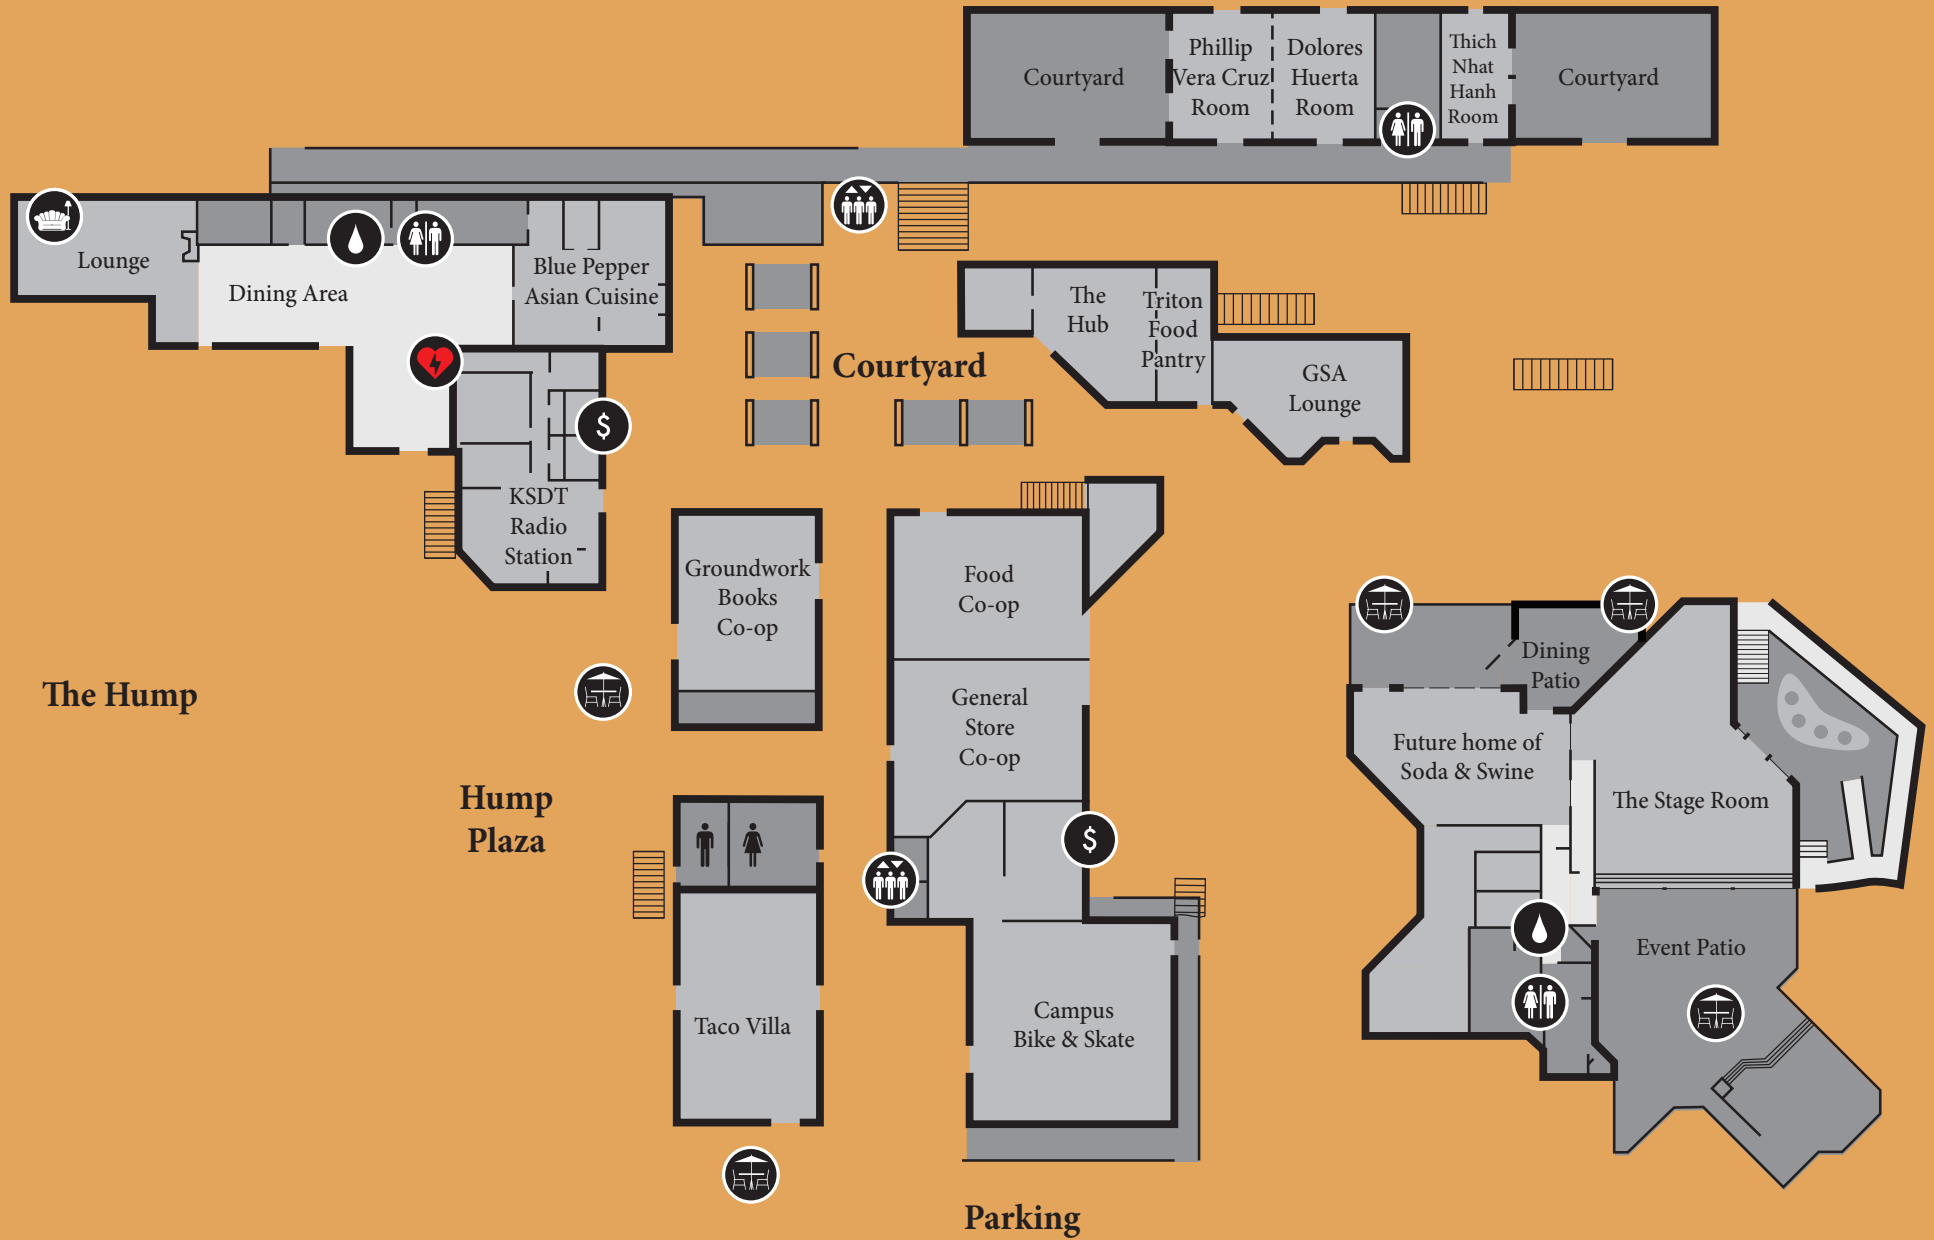 Courtyard
Phillip
Vera Cruz
Room
Dolores
Huerta
Room
Thich
Nhat
Hanh
Room
Courtyard
Lounge
Dining Area
Blue Pepper
Asian Cuisine
The
Hub
Triton
Food
Pantry
Courtyard
GSA
Lounge
$
KSDT
Radio
Station
Groundwork
Books
Co-op
Food
Co-op
The Hump
General
Store
Co-op
Dining
Patio
Future home of
Soda & Swine
The Stage Room
Hump
Plaza
$
Event Patio
Taco Villa
Campus
Bike & Skate
Parking